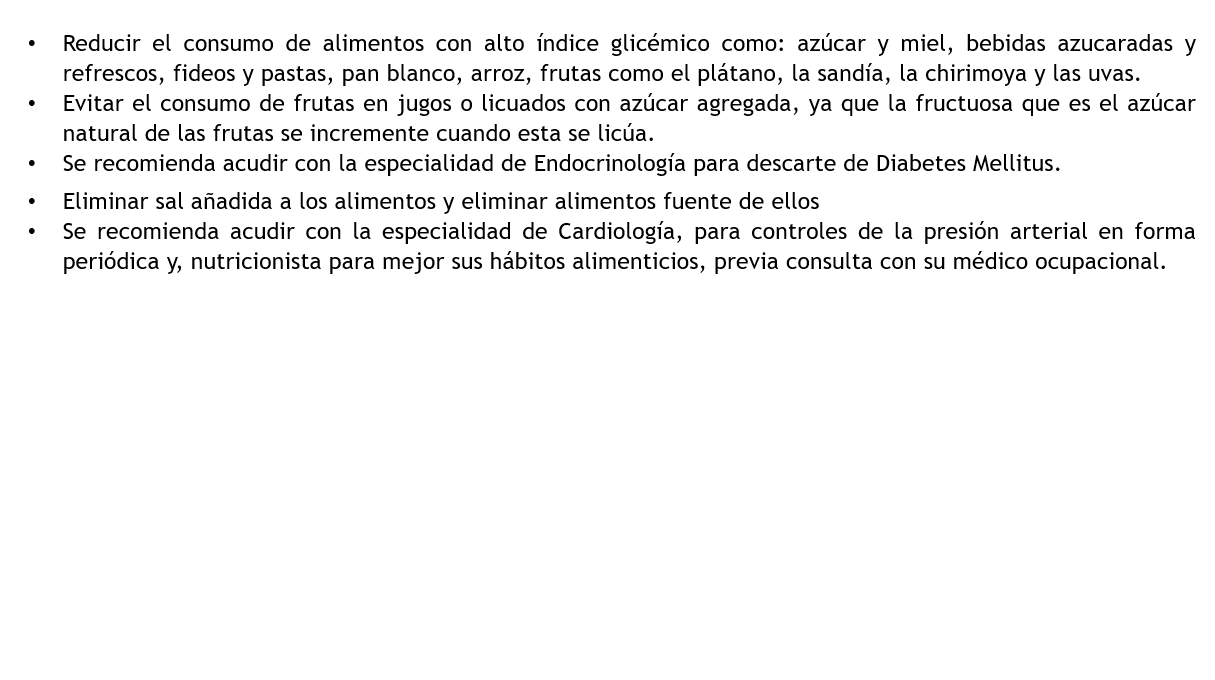 • Reducir el consumo de alimentos con alto índice glicémico como: azúcar y miel, bebidas azucaradas y
refrescos, fideos y pastas, pan blanco, arroz, frutas como el plátano, la sandía, la chirimoya y las uvas.
• Evitar el consumo de frutas en jugos o licuados con azúcar agregada, ya que la fructuosa que es el azúcar
natural de las frutas se incremente cuando esta se licúa.
• Se recomienda acudir con la especialidad de Endocrinología para descarte de Diabetes Mellitus.
• Eliminar sal añadida a los alimentos y eliminar alimentos fuente de ellos
• Se recomienda acudir con la especialidad de Cardiología, para controles de la presión arterial en forma
periódica y, nutricionista para mejor sus hábitos alimenticios, previa consulta con su médico ocupacional.